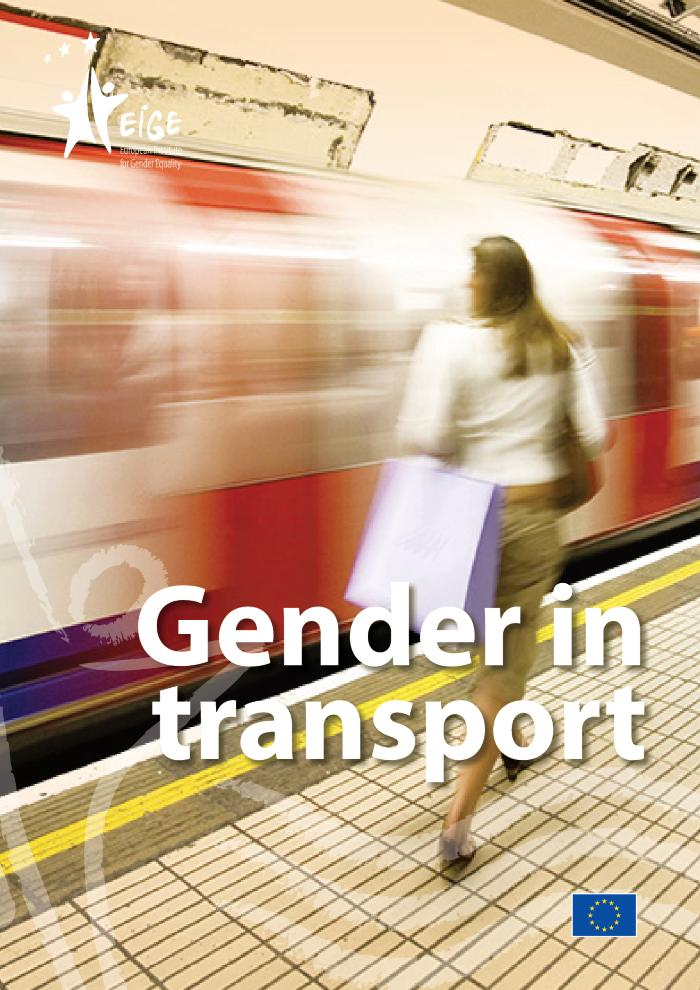 EiGE
European Institute
for Gender Equality
Gender in
transport